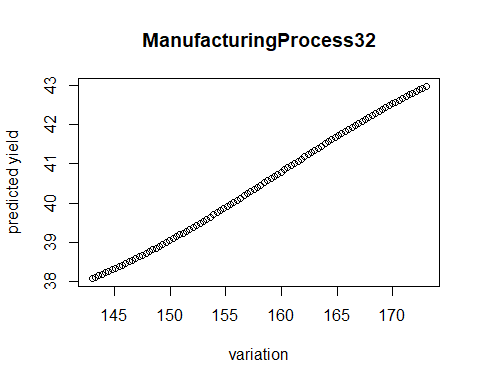 ManufacturingProcess32
predicted yield
43
42
41
40
39
38
145 150 155 160 165 170
variation